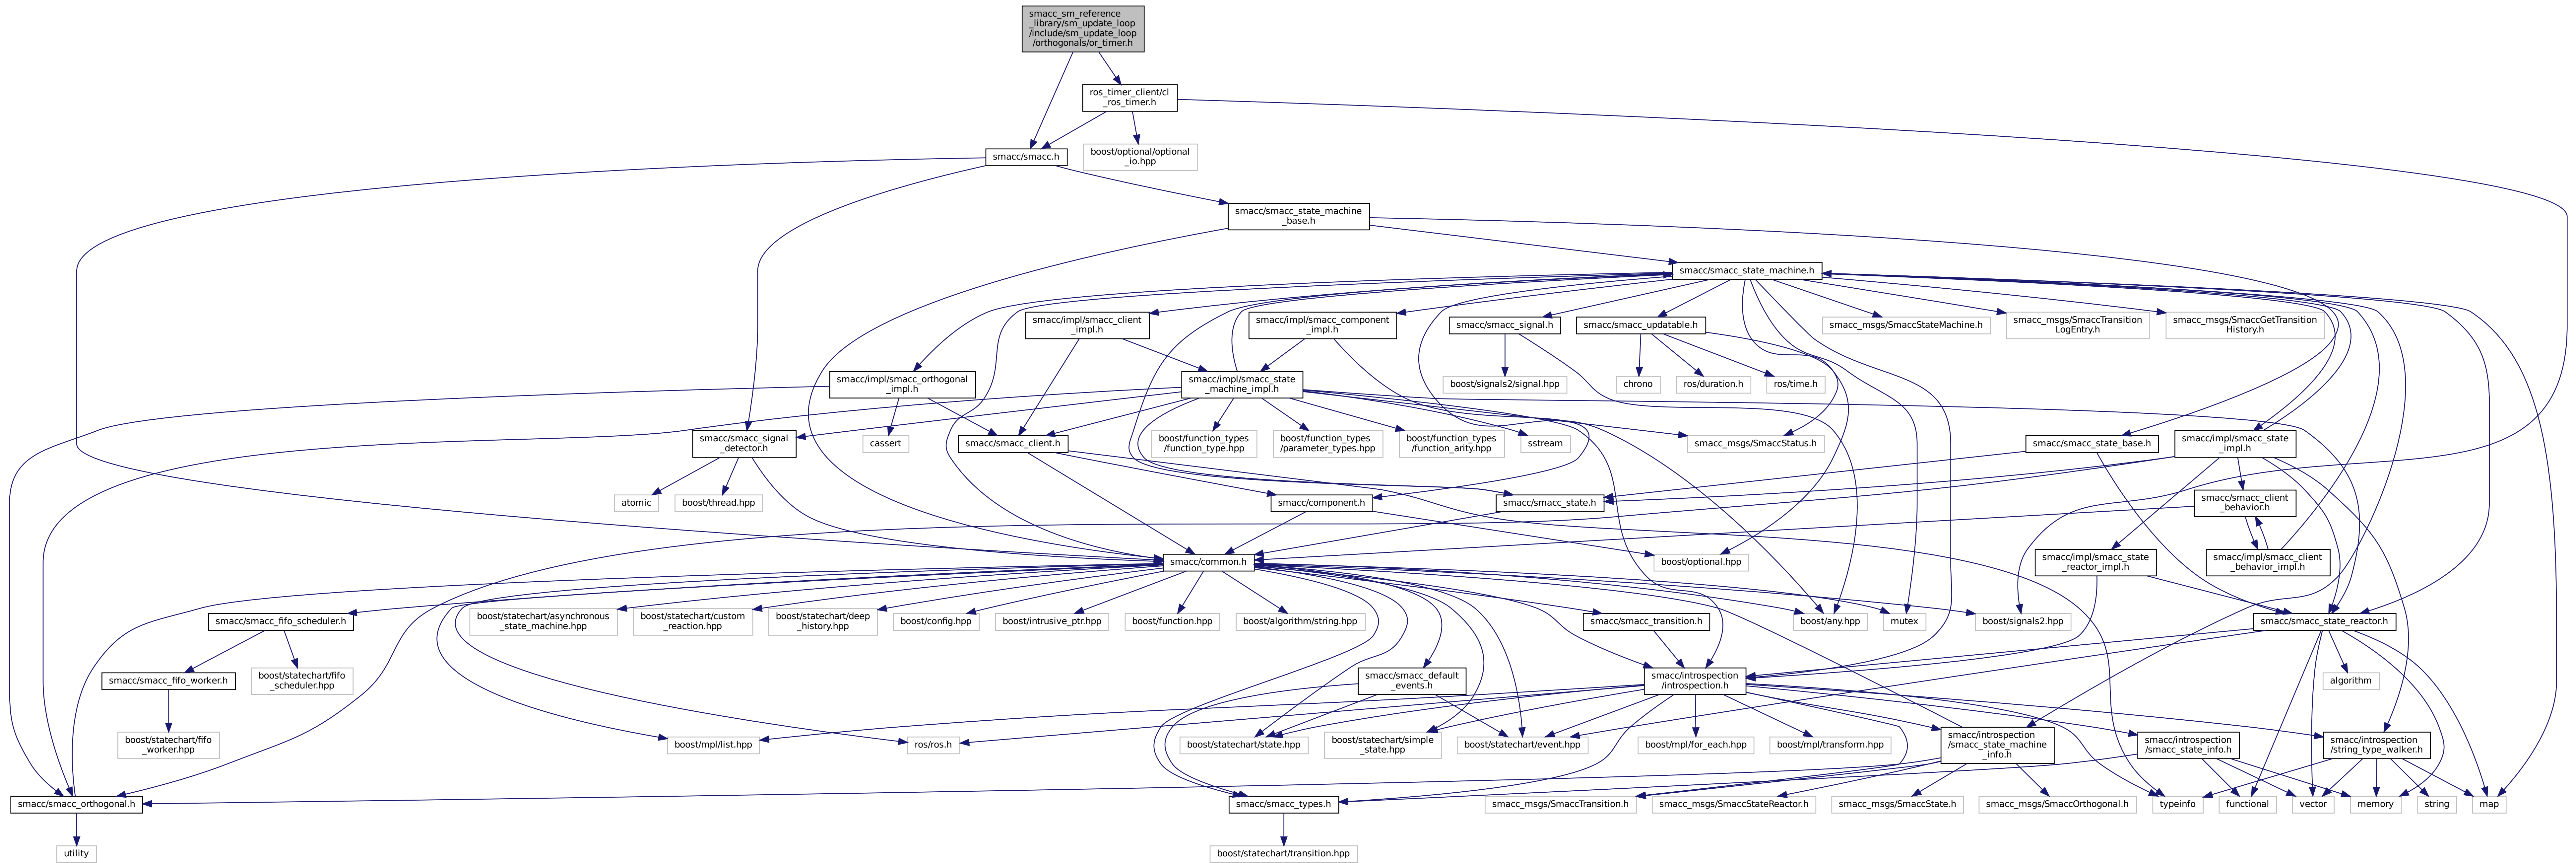 smacc_sm_reference
_library/sm_update_loop
/include/sm_update_loop
/orthogonals/or_timer.h
ros_timer_client/cl
_ros_timer.h
smacc/smacc.h
boost/optional/optional
_io.hpp
smacc/smacc_state_machine
_base.h
smacc/smacc_state_machine.h
smacc/impl/smacc_client
_impl.h
smacc/impl/smacc_component
_impl.h
smacc/smacc_signal.h
smacc/smacc_updatable.h
smacc_msgs/SmaccStateMachine.h
smacc_msgs/SmaccTransition
LogEntry.h
smacc_msgs/SmaccGetTransition
History.h
smacc/impl/smacc_orthogonal
_impl.h
smacc/impl/smacc_state
_machine_impl.h
boost/signals2/signal.hpp
chrono
ros/duration.h
ros/time.h
smacc/smacc_signal
_detector.h
cassert
smacc/smacc_client.h
boost/function_types
/function_type.hpp
boost/function_types
/parameter_types.hpp
boost/function_types
/function_arity.hpp
sstream
smacc_msgs/SmaccStatus.h
smacc/smacc_state_base.h
smacc/impl/smacc_state
_impl.h
atomic
boost/thread.hpp
smacc/component.h
smacc/smacc_state.h
smacc/smacc_client
_behavior.h
smacc/common.h
boost/optional.hpp
smacc/impl/smacc_state
_reactor_impl.h
smacc/impl/smacc_client
_behavior_impl.h
smacc/smacc_fifo_scheduler.h
boost/statechart/asynchronous
_state_machine.hpp
boost/statechart/custom
_reaction.hpp
boost/statechart/deep
_history.hpp
boost/config.hpp
boost/intrusive_ptr.hpp
boost/function.hpp
boost/algorithm/string.hpp
smacc/smacc_transition.h
boost/any.hpp
mutex
boost/signals2.hpp
smacc/smacc_state_reactor.h
smacc/smacc_fifo_worker.h
boost/statechart/fifo
_scheduler.hpp
smacc/smacc_default
_events.h
smacc/introspection
/introspection.h
algorithm
boost/statechart/fifo
_worker.hpp
boost/mpl/list.hpp
ros/ros.h
boost/statechart/state.hpp
boost/statechart/simple
_state.hpp
boost/statechart/event.hpp
boost/mpl/for_each.hpp
boost/mpl/transform.hpp
smacc/introspection
/smacc_state_machine
_info.h
smacc/introspection
/smacc_state_info.h
smacc/introspection
/string_type_walker.h
smacc/smacc_orthogonal.h
smacc/smacc_types.h
smacc_msgs/SmaccTransition.h
smacc_msgs/SmaccStateReactor.h
smacc_msgs/SmaccState.h
smacc_msgs/SmaccOrthogonal.h
typeinfo
functional
vector
memory
string
map
utility
boost/statechart/transition.hpp